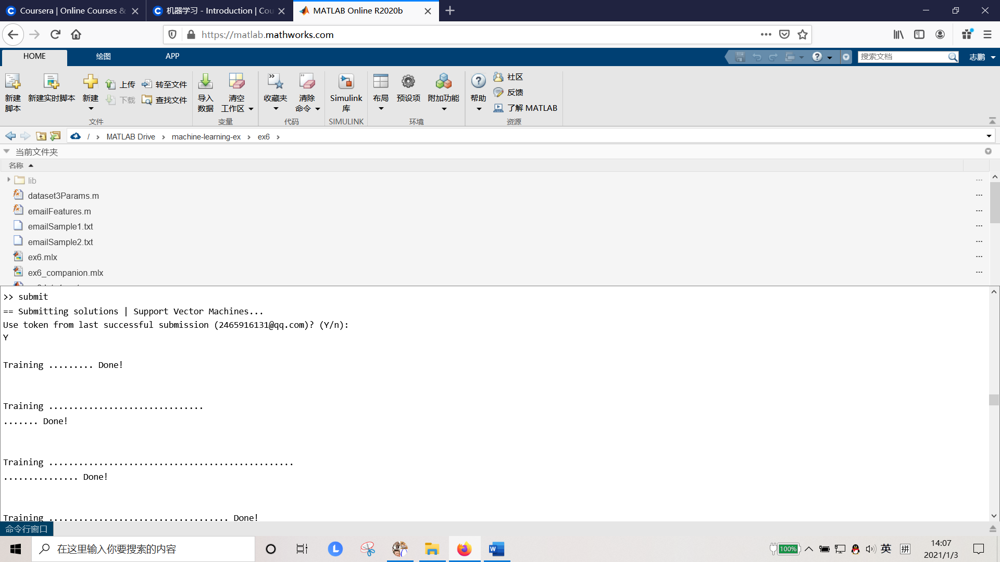 Coursera | Online Courses &
机器学习 - Introduction | Cou
MATLAB Online R2020b
https://matlab.mathworks.com
HOME
绘图
APP
搜索文档
志鹏
新建
脚本
新建实时脚本
新建
上传
下载
转至文件
查找文件
文件
导入
数据
清空
工作区
变量
收藏夹
清除
命令
代码
Simulink
库
SIMULINK
布局
预设项
附加功能
环境
帮助
社区
反馈
了解 MATLAB
资源
/ › MATLAB Drive › machine-learning-ex › ex6 ›
当前文件夹
名称
lib
dataset3Params.m
emailFeatures.m
emailSample1.txt
emailSample2.txt
ex6.mlx
ex6_companion.mlx
>> submit
== Submitting solutions | Support Vector Machines...
Use token from last successful submission (2465916131@qq.com)? (Y/n):
Y
Training ......... Done!
Training ...............................
....... Done!
Training .................................................
............... Done!
Training .................................... Done!
命令行窗口
在这里输入你要搜索的内容
100%
英
拼
14:07
2021/1/3